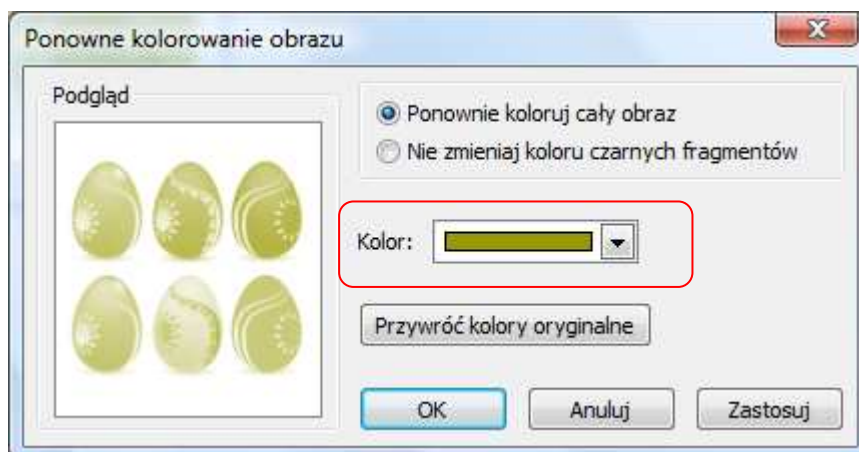 Ponowne kolorowanie obrazu
Podgląd
Ponownie koloruj cały obraz
Nie zmieniaj koloru czarnych fragmentów
Kolor:
Przywróć kolory oryginalne
OK Anuluj Zastosuj